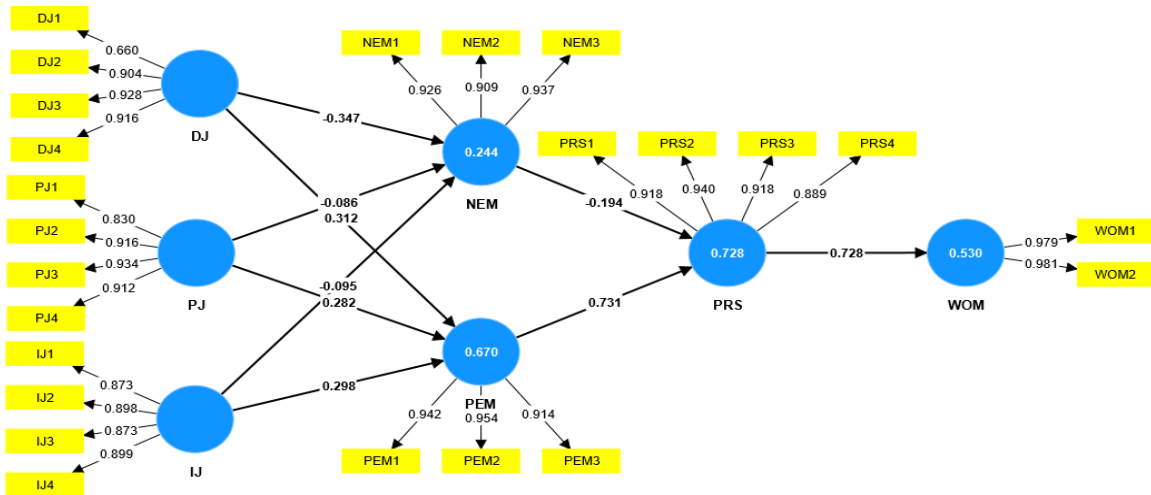 DJ1
0.660
DJ2
0.904
DJ3
0.928
DJ4
0.916
DJ
PJ1
0.830
PJ2
0.916
PJ3
0.934
PJ4
0.912
PJ
IJ1
0.873
IJ2
0.898
IJ3
0.873
IJ4
0.899
IJ
NEM1
NEM2
NEM3
0.926
0.909
0.937
-0.347
0.244
NEM
-0.086
0.312
-0.095
0.282
0.298
0.670
PEM
0.942
0.954
0.914
PEM1
PEM2
PEM3
PRS1
PRS2
PRS3
PRS4
0.918
0.940
0.918
0.889
-0.194
0.731
0.728
PRS
0.728
0.530
WOM
0.979
WOM1
0.981
WOM2